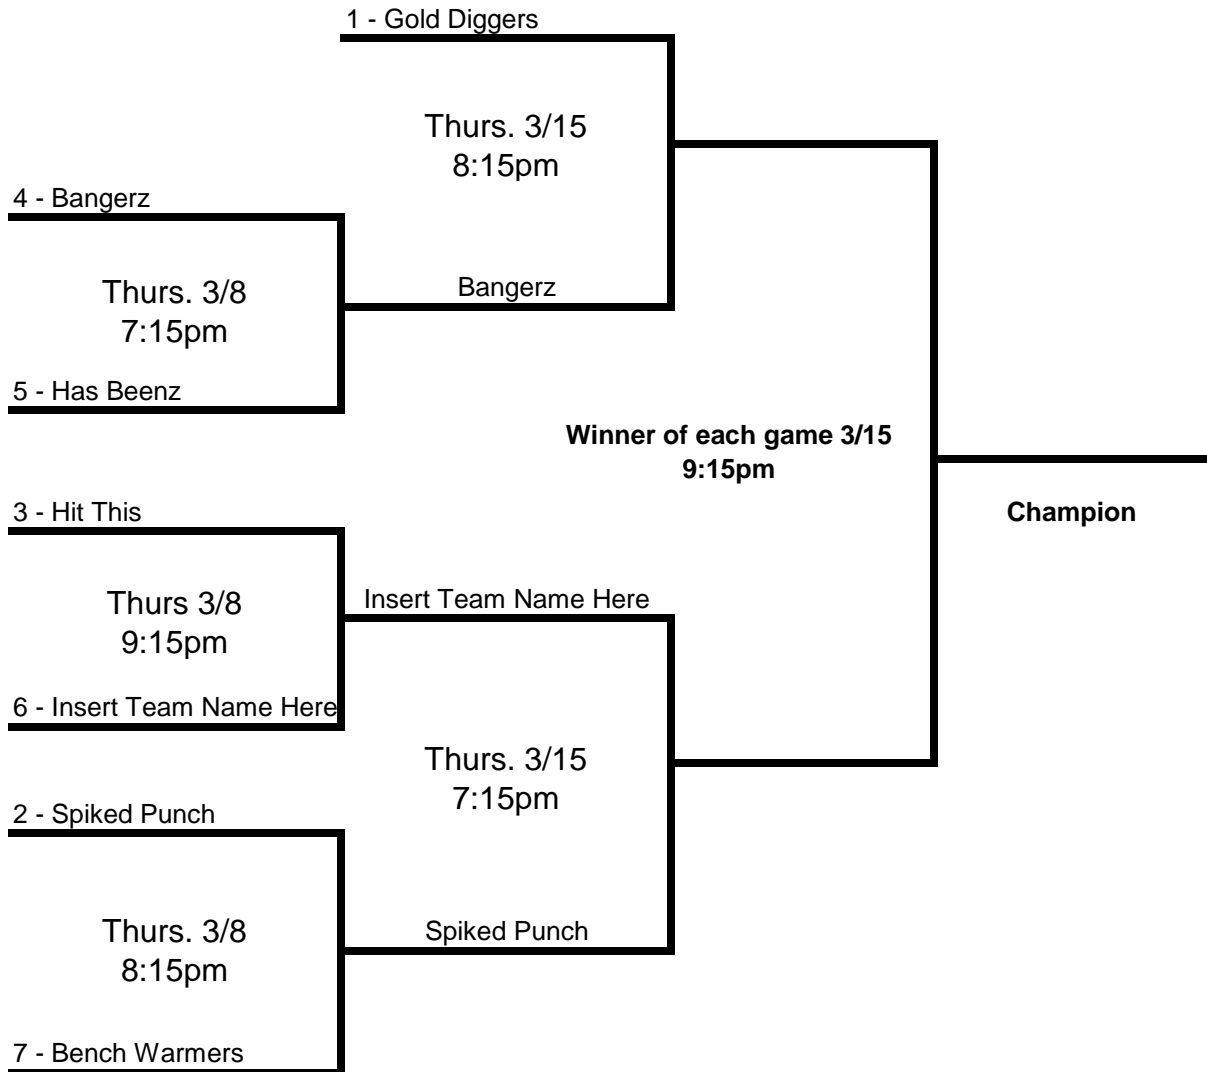 1 - Gold Diggers
Thurs. 3/15
8:15pm
4 - Bangerz
Thurs. 3/8
7:15pm
Bangerz
5 - Has Beenz
Winner of each game 3/15
9:15pm
3 - Hit This
Champion
Thurs 3/8
9:15pm
Insert Team Name Here
6 - Insert Team Name Here
Thurs. 3/15
7:15pm
2 - Spiked Punch
Thurs. 3/8
8:15pm
Spiked Punch
7 - Bench Warmers